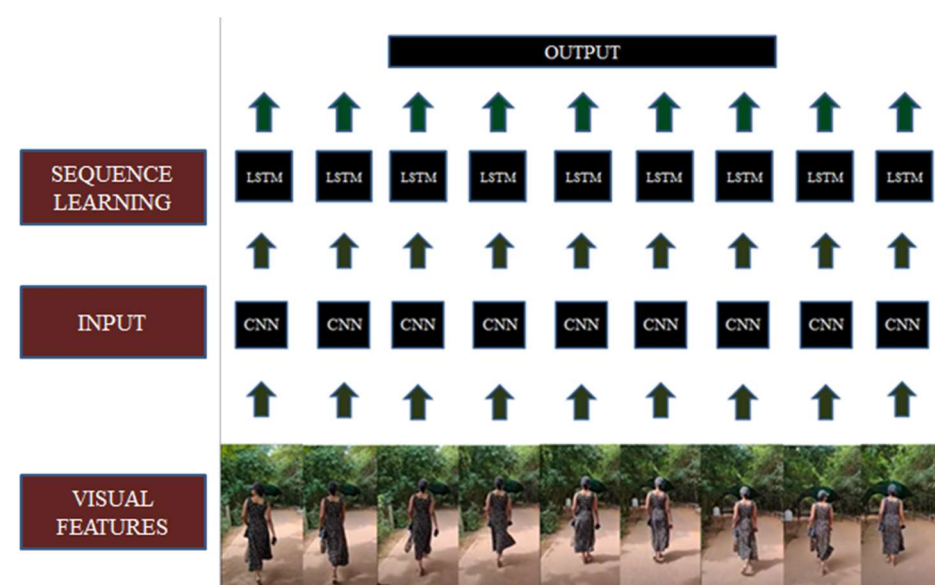 OUTPUT
SEQUENCE
LEARNING
LSTM LSTM LSTM LSTM LSTM LSTM LSTM LSTM LSTM
INPUT
CNN CNN CNN CNN CNN CNN CNN CNN CNN
VISUAL
FEATURES